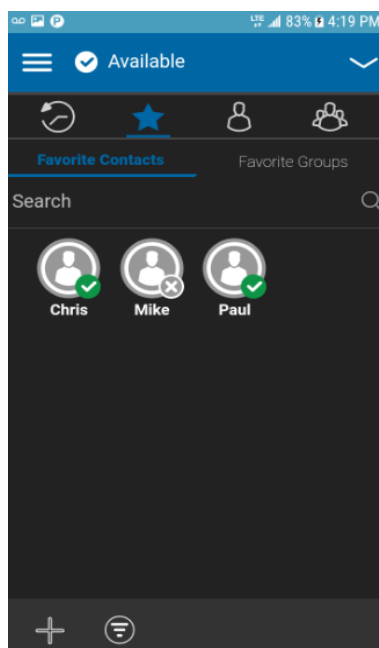 LTE 83% 4:19 PM
Available
Favorite Contacts Favorite Groups
Search
Chris Mike Paul